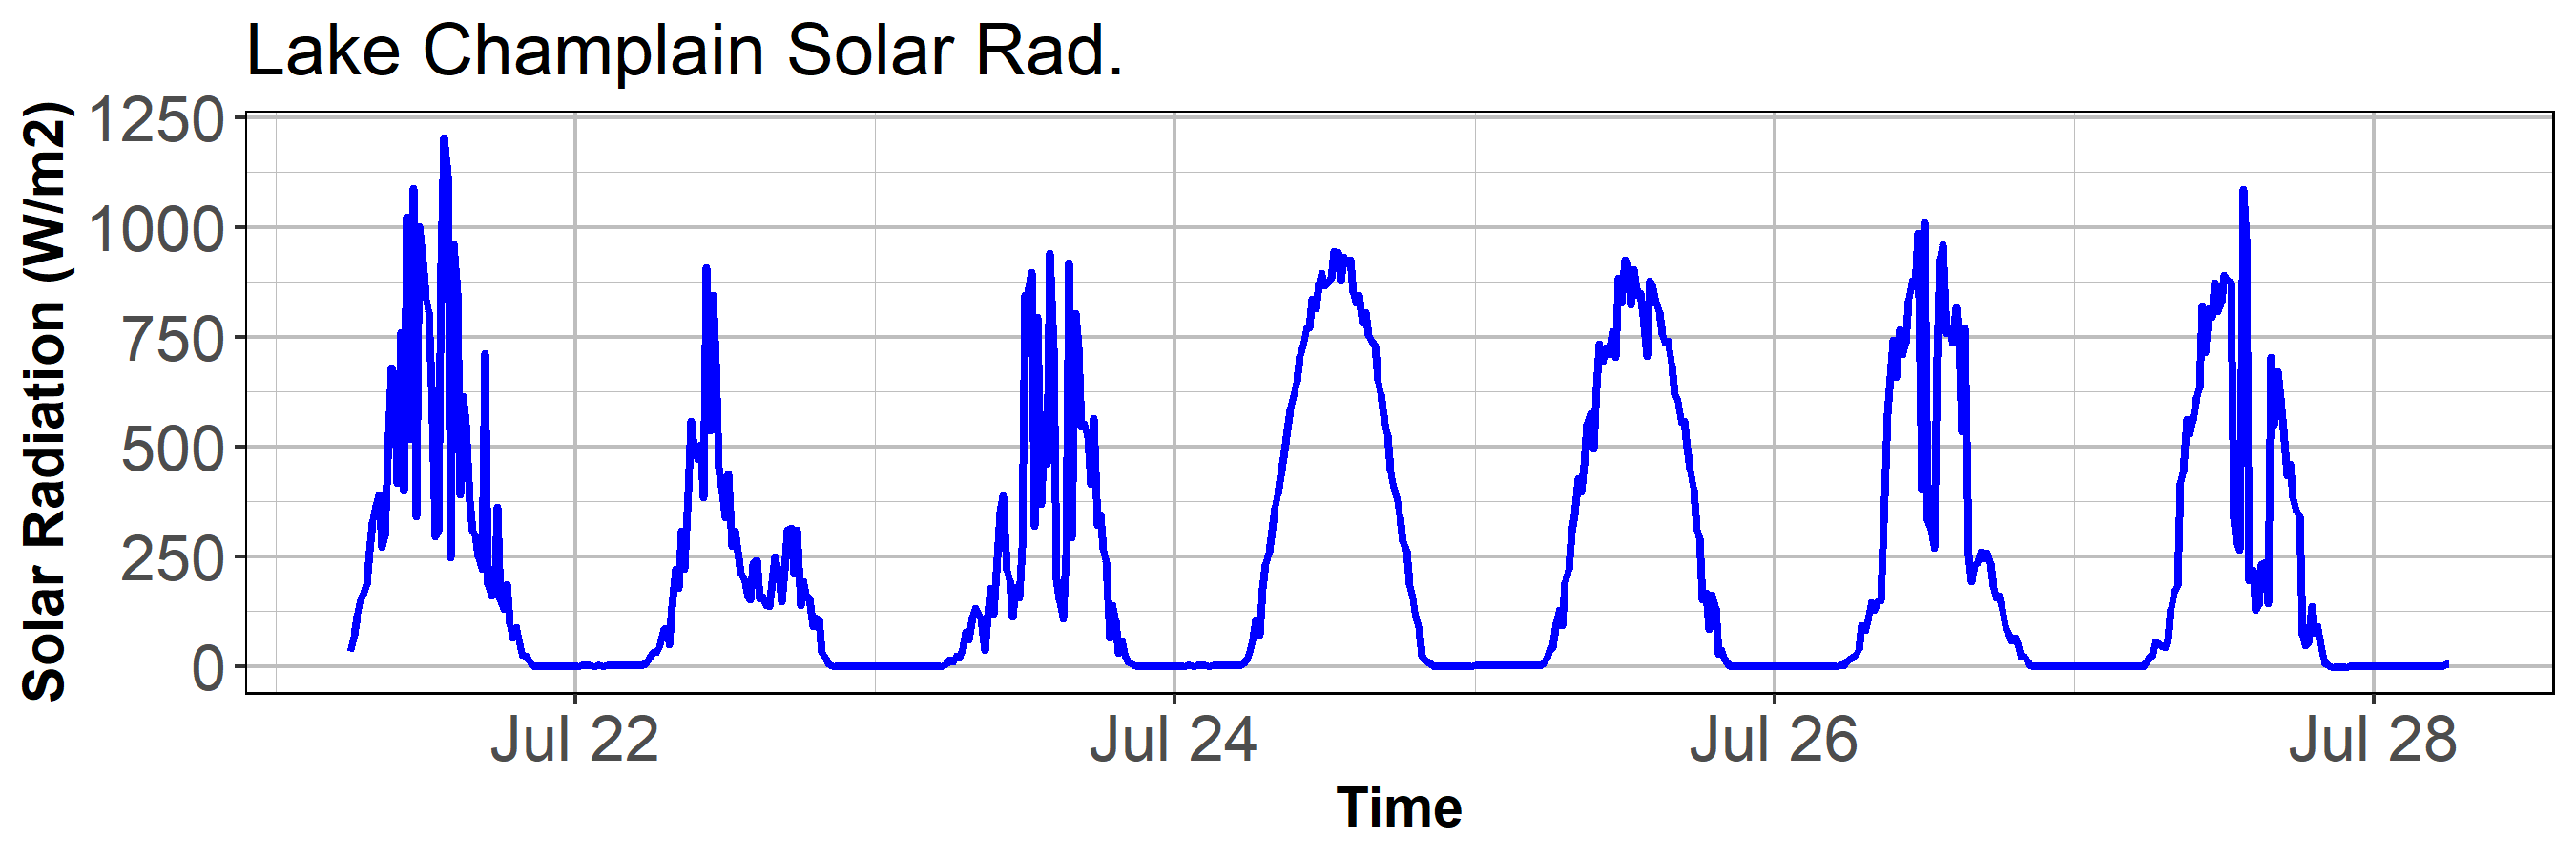 Lake Champlain Solar Rad.
Solar Radiation (W/m2)
1250
1000
750
500
250
0
Jul 22
Jul 24
Jul 26
Jul 28
Time